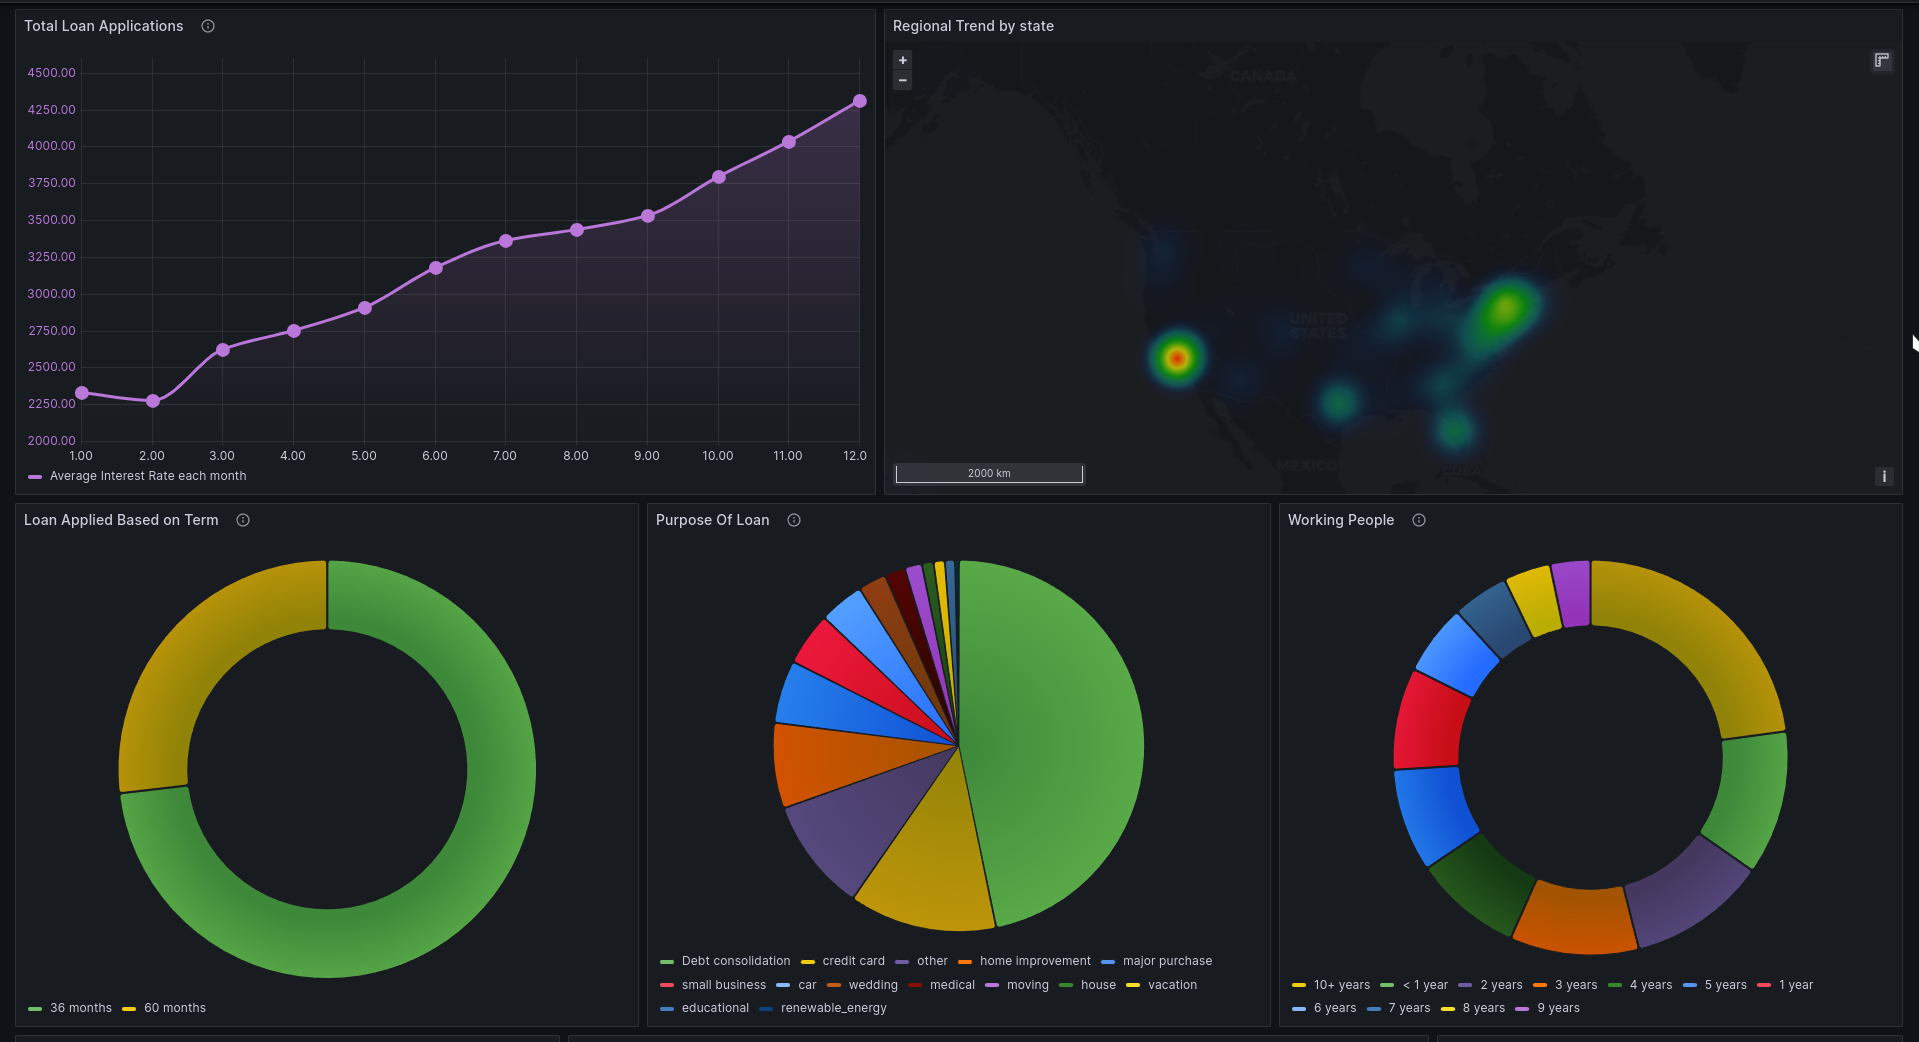 Total Loan Applications
4500.00
4250.00
4000.00
3750.00
3500.00
3250.00
3000.00
2750.00
2500.00
2250.00
2000.00
1.00 2.00 3.00 4.00 5.00 6.00 7.00 8.00 9.00 10.00 11.00 12.0
Average Interest Rate each month
Regional Trend by state
+
−
CANADA
UNITED
STATES
MEXICO
CUBA
2000 km
i
Loan Applied Based on Term
36 months 60 months
Purpose Of Loan
Debt consolidation credit card other home improvement major purchase
small business car wedding medical moving house vacation
educational renewable_energy
Working People
10+ years < 1 year 2 years 3 years 4 years 5 years 1 year
6 years 7 years 8 years 9 years